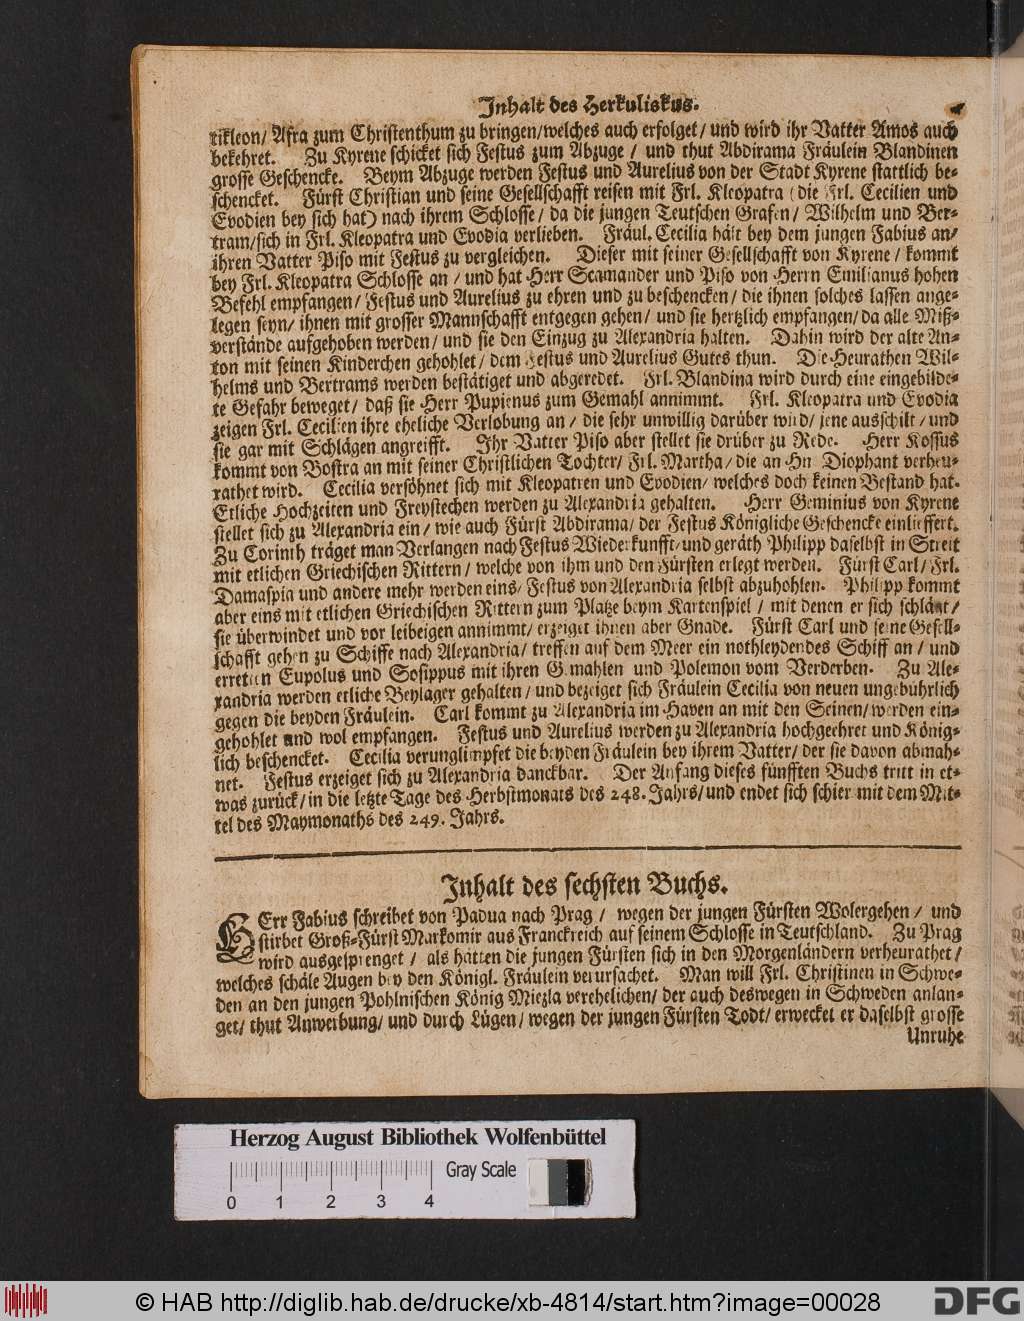 Inhalt des Herkuliskus.
tikleon/ Afra zum Christenthum zu bringen/welches auch erfolget/ und wird ihr Vatter Amos auch
bekehret. Zu Kyrene schicket sich Festus zum Abzuge / und thut Abdirama Fräulein Blandinen
grosse Geschencke. Beym Abzuge werden Festus und Aurelius von der Stadt Kyrene stattlich be-
schencket. Fürst Christian und seine Gesellschafft reisen mit Frl. Kleopatra (die Frl. Cecilien und
Evodien bey sich hat) nach ihrem Schlosse/ da die jungen Teutschen Grafen/ Wilhelm und Ber-
tram/sich in Frl. Kleopatra und Evodia verlieben. Fräul. Cecilia hält bey dem jungen Fabius an/
ihren Vatter Piso mit Festus zu vergleichen. Dieser mit seiner Gesellschafft von Kyrene/ kommt
bey Frl. Kleopatra Schlosse an / und hat Herr Scamander und Piso von Herrn Emilianus hohen
Befehl empfangen/ Festus und Aurelius zu ehren und zu beschencken/ die ihnen solches lassen ange-
legen seyn/ ihnen mit grosser Mannschafft entgegen gehen/ und sie hertzlich empfangen/ da alle Miß-
verstände aufgehoben werden/ und sie den Einzug zu Alexandria halten. Dahin wird der alte An-
ton mit seinen Kinderchen gehohlet/ dem Festus und Aurelius Gutes thun. Die Heurathen Wil-
helms und Bertrams werden bestätiget und abgeredet. Frl. Blandina wird durch eine eingebilde-
te Gefahr beweget/ daß sie Herr Pupienus zum Gemahl annimmt. Frl. Kleopatra und Evodia
zeigen Frl. Cecilien ihre eheliche Verlobung an / die sehr unwillig darüber wird/ jene ausschilt / und
sie gar mit Schlägen angreifft. Ihr Vatter Piso aber stellet sie drüber zu Rede. Herr Kossus
kommt von Bostra an mit seiner Christlichen Tochter/ Frl. Martha/ die an Hn Diophant verheu-
rathet wird. Cecilia versöhnet sich mit Kleopatren und Evodien/ welches doch keinen Bestand hat.
Etliche Hochzeiten und Freystechen werden zu Alexandria gehalten. Herr Geminius von Kyrene
stellet sich zu Alexandria ein/ wie auch Fürst Abdirama/ der Festus Königliche Geschencke einlieffert.
Zu Corinth träget man Verlangen nach Festus Wiederkunfft/und geräth Philipp daselbst in Streit
mit etlichen Griechischen Rittern/ welche von ihm und den Fürsten erlegt werden. Fürst Carl/ Frl.
Damaspia und andere mehr werden eins/ Festus von Alexandria selbst abzuhohlen. Philipp kommt
aber eins mit etlichen Griechischen Rittern zum Platze beym Kartenspiel / mit denen er sich schlägt/
sie überwindet und vor leibeigen annimmt/ erzeiget ihnen aber Gnade. Fürst Carl und seine Gesell-
schafft gehen zu Schiffe nach Alexandria/ treffen auf dem Meer ein nothleydendes Schiff an/ und
erretten Eupolus und Sosippus mit ihren Gemahlen und Polemon vom Verderben. Zu Ale-
xandria werden etliche Beylager gehalten/ und bezeiget sich Fräulein Cecilia von neuen ungebührlich
gegen die beyden Fräulein. Carl kommt zu Alexandria im Haven an mit den Seinen/ werden ein-
gehohlet und wol empfangen. Festus und Aurelius werden zu Alexandria hochgeehret und König-
lich beschencket. Cecilia verunglimpfet die beyden Fräulein bey ihrem Vatter/ der sie davon abmah-
net. Festus erzeiget sich zu Alexandria danckbar. Der Anfang dieses fünfften Buchs tritt in et-
was zurück/ in die letzte Tage des Herbstmonats des 248. Jahrs/ und endet sich schier mit dem Mit-
tel des Maymonaths des 249. Jahrs.
Inhalt des sechsten Buchs.
HErr Fabius schreibet von Padua nach Prag / wegen der jungen Fürsten Wolergehen / und
stirbet Groß-Fürst Markomir aus Franckreich auf seinem Schlosse in Teutschland. Zu Prag
wird ausgesprenget / als hätten die jungen Fürsten sich in den Morgenländern verheurathet /
welches schäle Augen bey den Königl. Fräulein verursachet. Man will Frl. Christinen in Schwe-
den an den jungen Pohlnischen König Miezla verehelichen/ der auch deswegen in Schweden anlan-
get/ thut Anwerbung/ und durch Lügen/ wegen der jungen Fürsten Todt/ erwecket er daselbst grosse
Unruhe
Herzog August Bibliothek Wolfenbüttel
Gray Scale
0 1 2 3 4
© HAB http://diglib.hab.de/drucke/xb-4814/start.htm?image=00028
DFG